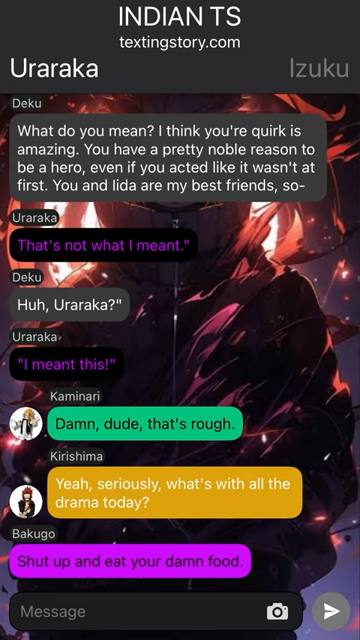 INDIAN TS
textingstory.com
Uraraka
Izuku
Deku
What do you mean? I think you're quirk is
amazing. You have a pretty noble reason to
be a hero, even if you acted like it wasn't at
first. You and Iida are my best friends, so-
Uraraka
That's not what I meant."
Deku
Huh, Uraraka?"
Uraraka
"I meant this!"
Kaminari
Damn, dude, that's rough.
Kirishima
Yeah, seriously, what's with all the
drama today?
Bakugo
Shut up and eat your damn food.
Message